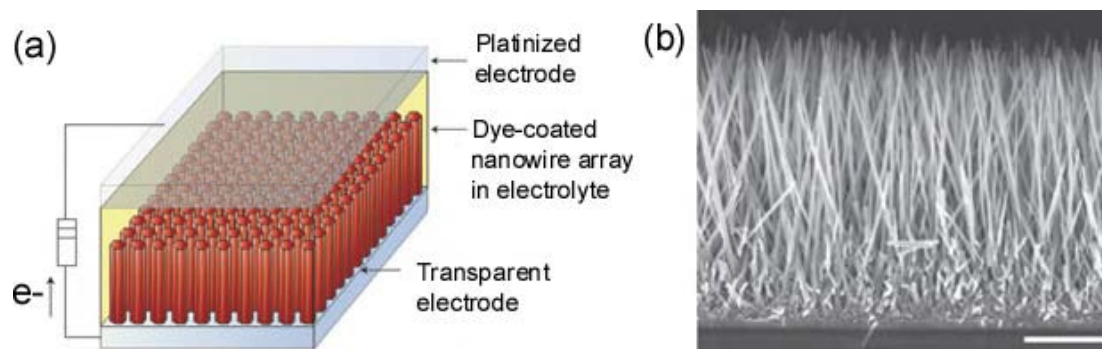 (a)
Platinized
electrode
Dye-coated
nanowire array
in electrolyte
Transparent
electrode
e-
(b)